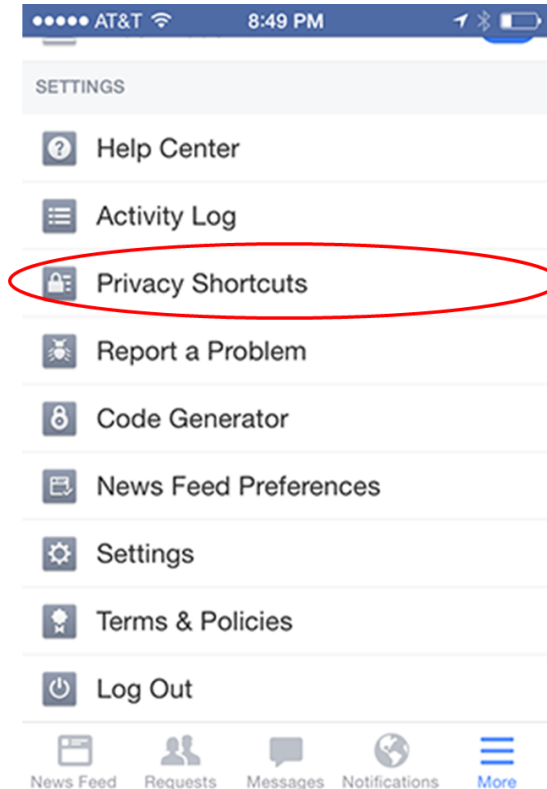 AT&T 8:49 PM
SETTINGS
Help Center
Activity Log
Privacy Shortcuts
Report a Problem
Code Generator
News Feed Preferences
Settings
Terms & Policies
Log Out
News Feed Requests Messages Notifications More